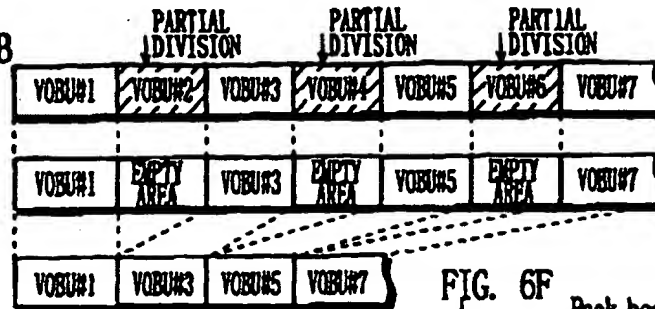 PARTIAL DIVISION PARTIAL DIVISION PARTIAL DIVISION
B
VOBU#1 VOBU#2 VOBU#3 VOBU#4 VOBU#5 VOBU#6 VOBU#7
VOBU#1 EMPTY AREA VOBU#3 EMPTY AREA VOBU#5 EMPTY AREA VOBU#7
VOBU#1 VOBU#3 VOBU#5 VOBU#7
FIG. 6F